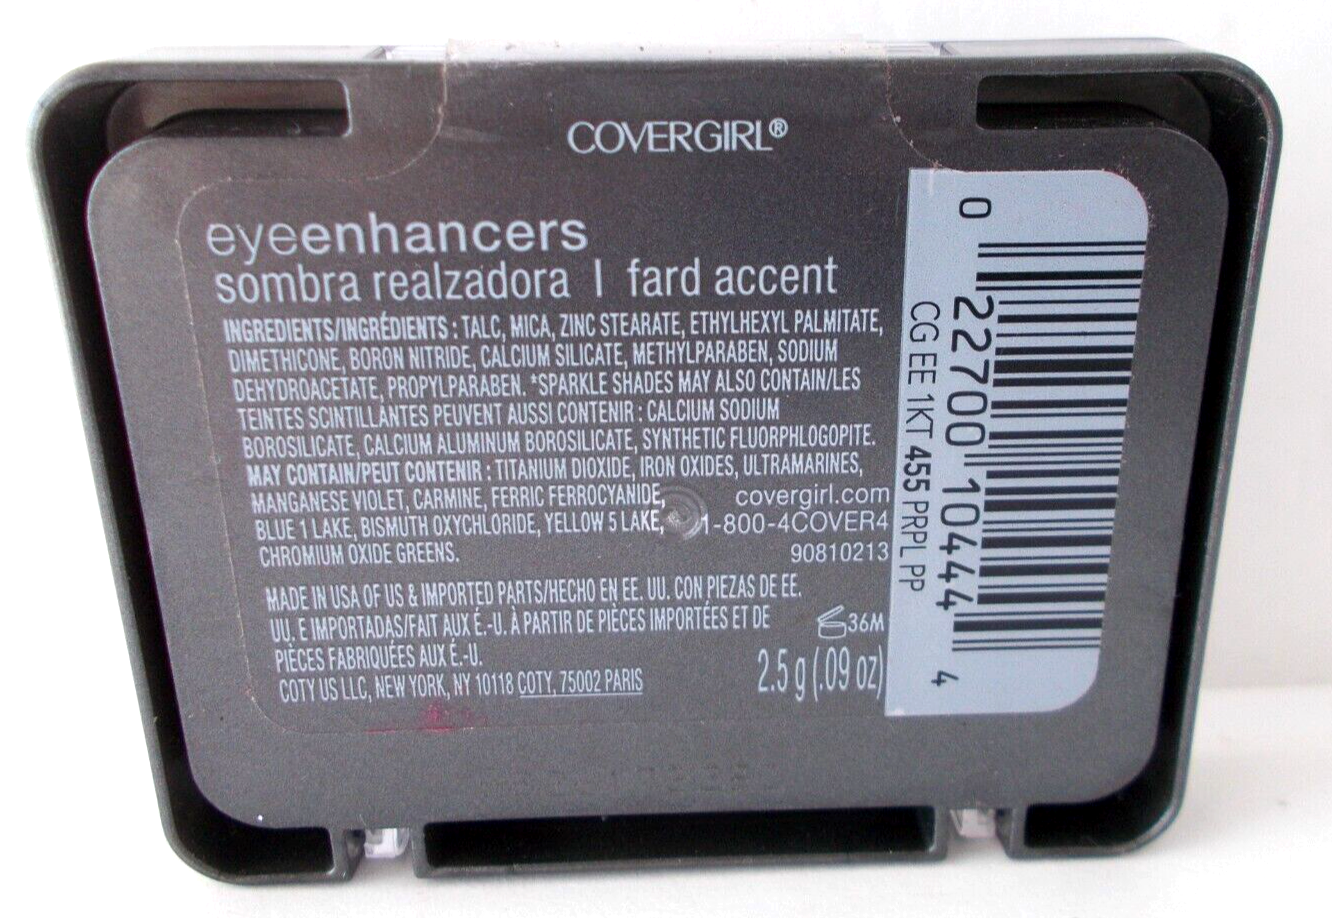 COVERGIRL®
eyeenhancers
sombra realzadora | fard accent
INGREDIENTS/INGRÉDIENTS : TALC, MICA, ZINC STEARATE, ETHYLHEXYL PALMITATE,
DIMETHICONE, BORON NITRIDE, CALCIUM SILICATE, METHYLPARABEN, SODIUM
DEHYDROACETATE, PROPYLPARABEN. *SPARKLE SHADES MAY ALSO CONTAIN/LES
TEINTES SCINTILLANTES PEUVENT AUSSI CONTENIR : CALCIUM SODIUM
BOROSILICATE, CALCIUM ALUMINUM BOROSILICATE, SYNTHETIC FLUORPHLOGOPITE.
MAY CONTAIN/PEUT CONTENIR : TITANIUM DIOXIDE, IRON OXIDES, ULTRAMARINES,
MANGANESE VIOLET, CARMINE, FERRIC FERROCYANIDE,
BLUE 1 LAKE, BISMUTH OXYCHLORIDE, YELLOW 5 LAKE,
CHROMIUM OXIDE GREENS.
covergirl.com
1-800-4COVER4
90810213
MADE IN USA OF US & IMPORTED PARTS/HECHO EN EE. UU. CON PIEZAS DE EE.
UU. E IMPORTADAS/FAIT AUX É.-U. À PARTIR DE PIÈCES IMPORTÉES ET DE
PIÈCES FABRIQUÉES AUX É.-U.
COTY US LLC, NEW YORK, NY 10118 COTY, 75002 PARIS
36M
2.5 g (.09 oz)
0 22700 10444 4
CG EE 1KT 455 PRPL PP